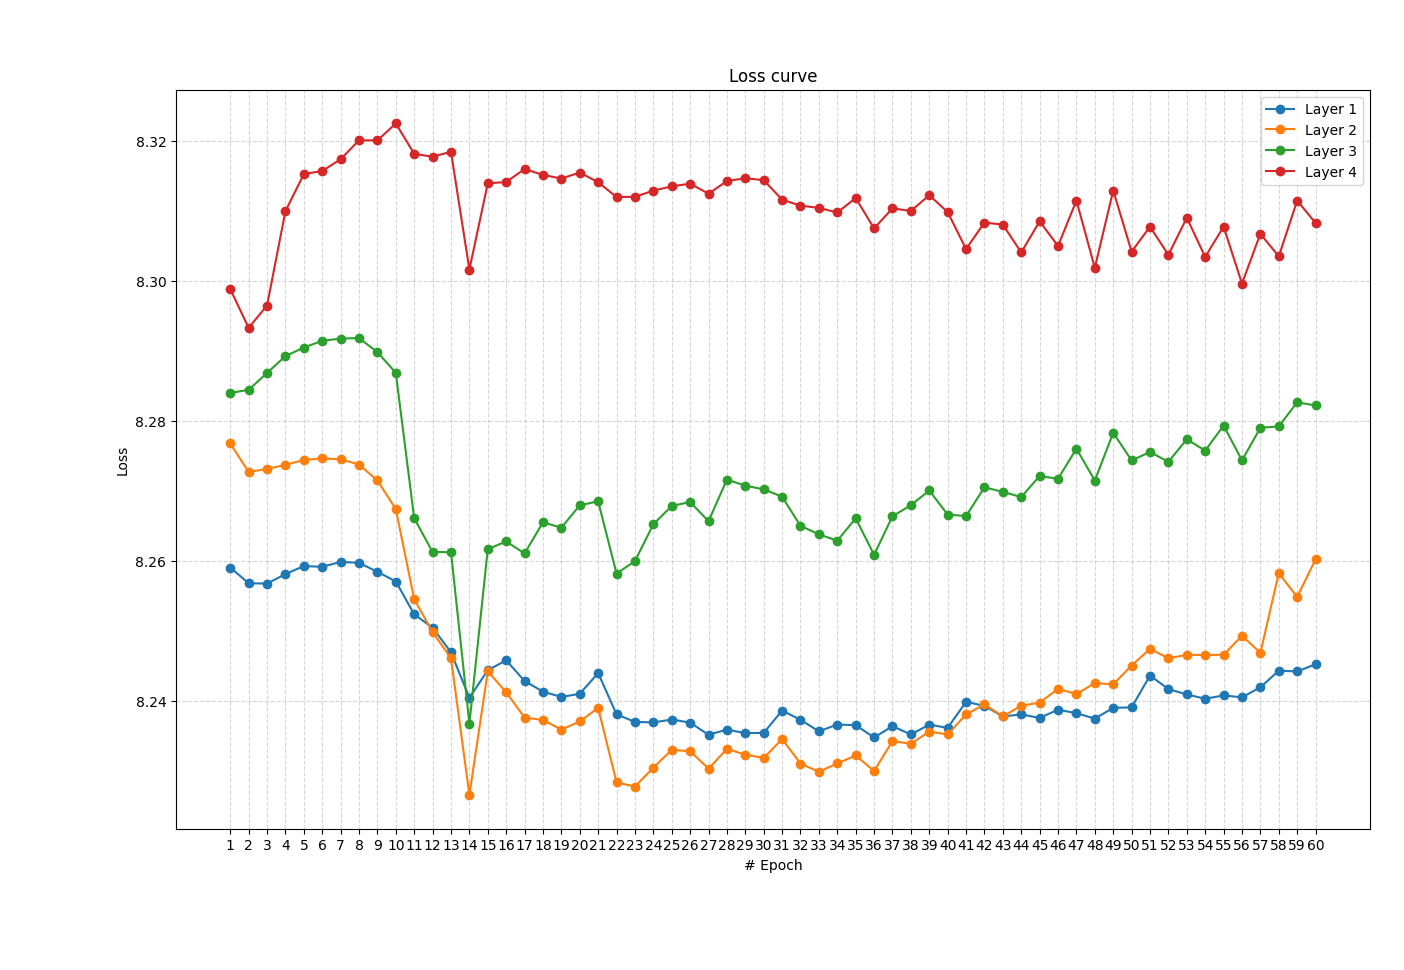 Loss curve
Layer 1
Layer 2
Layer 3
Layer 4
8.32
8.30
8.28
8.26
8.24
Loss
1 2 3 4 5 6 7 8 9 10 11 12 13 14 15 16 17 18 19 20 21 22 23 24 25 26 27 28 29 30 31 32 33 34 35 36 37 38 39 40 41 42 43 44 45 46 47 48 49 50 51 52 53 54 55 56 57 58 59 60
# Epoch